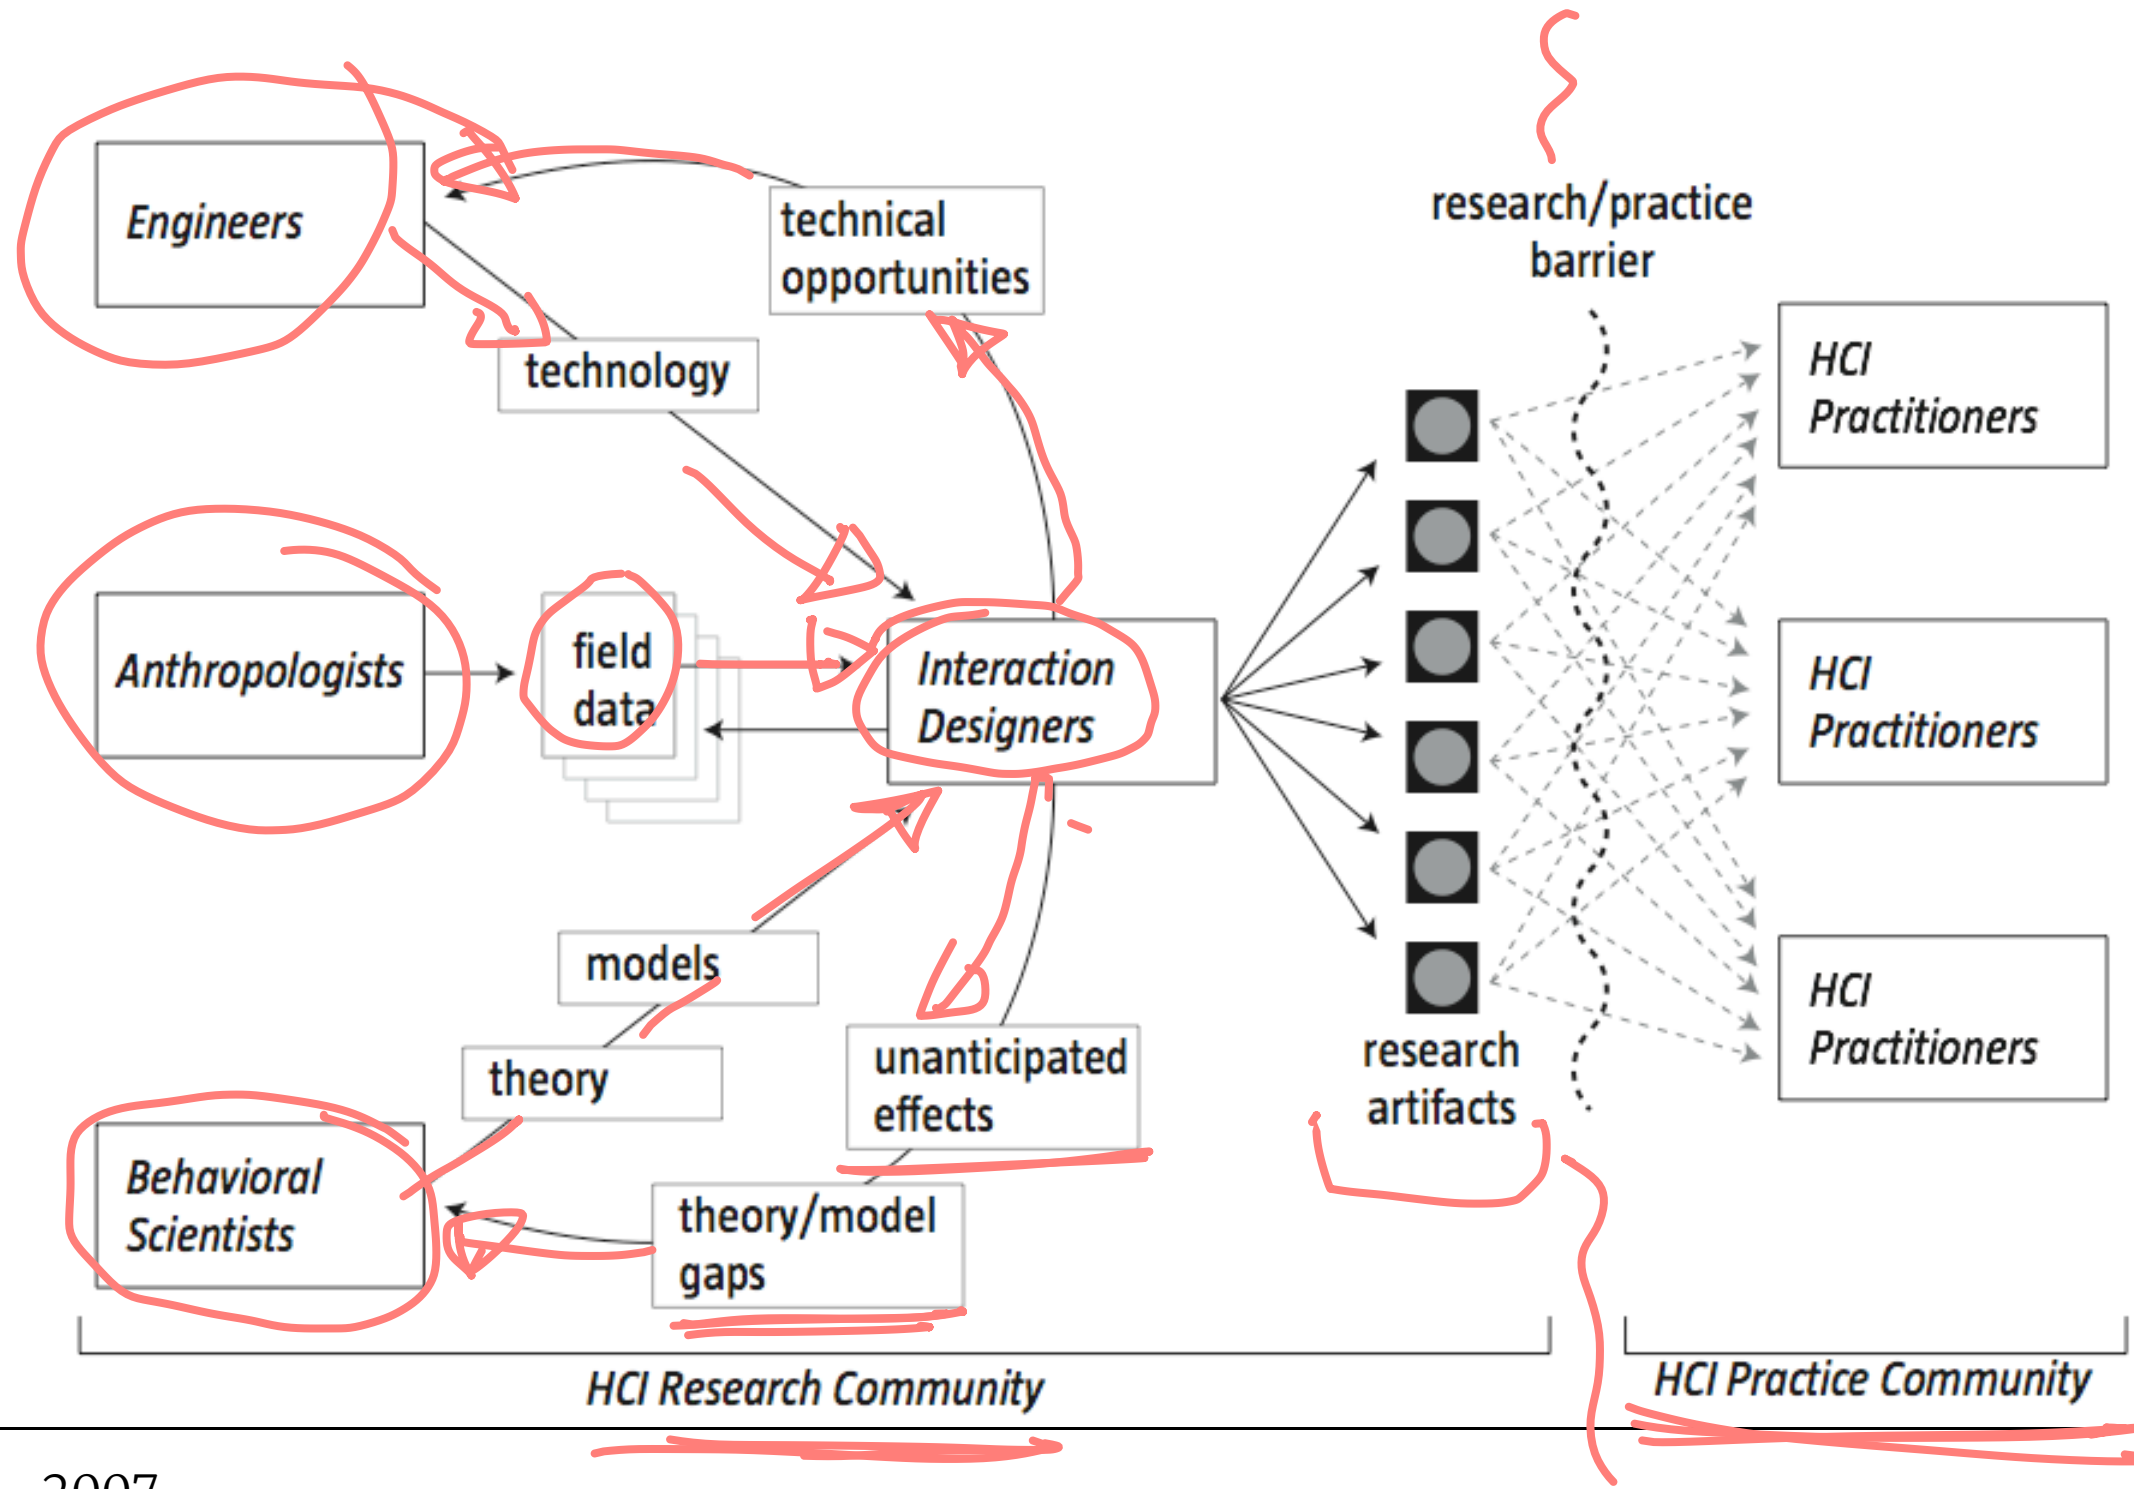 research/practice
barrier
Engineers
technical
opportunities
technology
HCI
Practitioners
Anthropologists
field
data
Interaction
Designers
HCI
Practitioners
models
theory
unanticipated
effects
Behavioral
Scientists
theory/model
gaps
research
artifacts
HCI
Practitioners
HCI Research Community
HCI Practice Community
2007